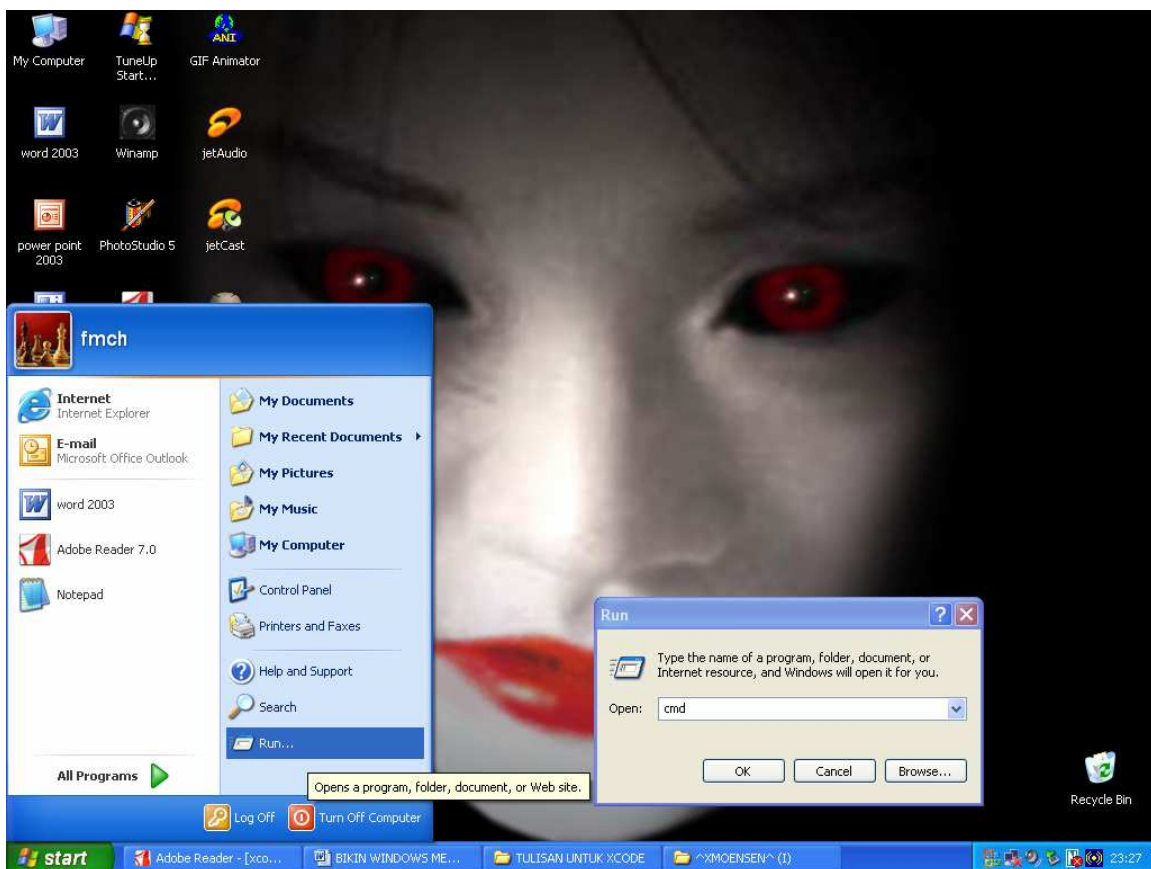 My Computer
TuneUp
Start...
ANI
GIF Animator
word 2003
Winamp
jetAudio
power point
2003
PhotoStudio 5
jetCast
fmch
Internet
Internet Explorer
E-mail
Microsoft Office Outlook
word 2003
Adobe Reader 7.0
Notepad
All Programs
My Documents
My Recent Documents
My Pictures
My Music
My Computer
Control Panel
Printers and Faxes
Help and Support
Search
Run...
Opens a program, folder, document, or Web site.
Log Off
Turn Off Computer
Run
Type the name of a program, folder, document, or
Internet resource, and Windows will open it for you.
Open:
cmd
OK
Cancel
Browse...
Recycle Bin
start
Adobe Reader - [xco...
BIKIN WINDOWS ME...
TULISAN UNTUK XCODE
^XMOENSEN^ (I)
23:27